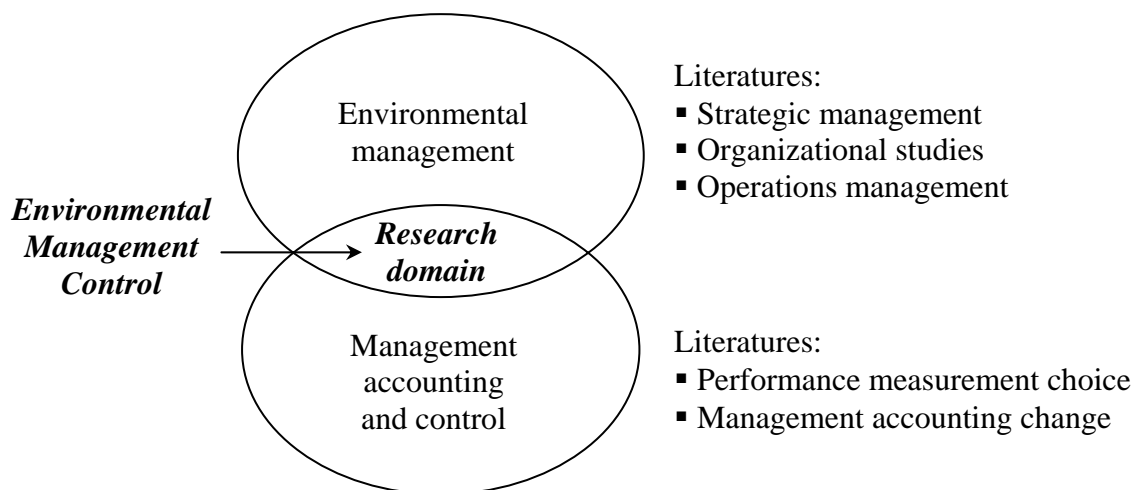 Environmental
management
Literatures:
▪ Strategic management
▪ Organizational studies
▪ Operations management
Environmental
Management
Control
Research
domain
Management
accounting
and control
Literatures:
▪ Performance measurement choice
▪ Management accounting change